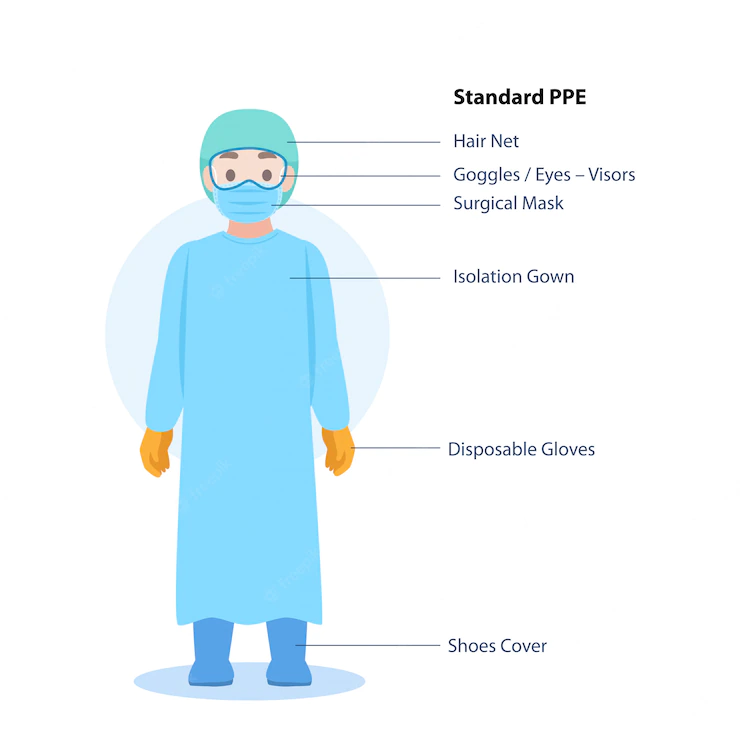 Standard PPE
Hair Net
Goggles / Eyes – Visors
Surgical Mask
Isolation Gown
Disposable Gloves
Shoes Cover